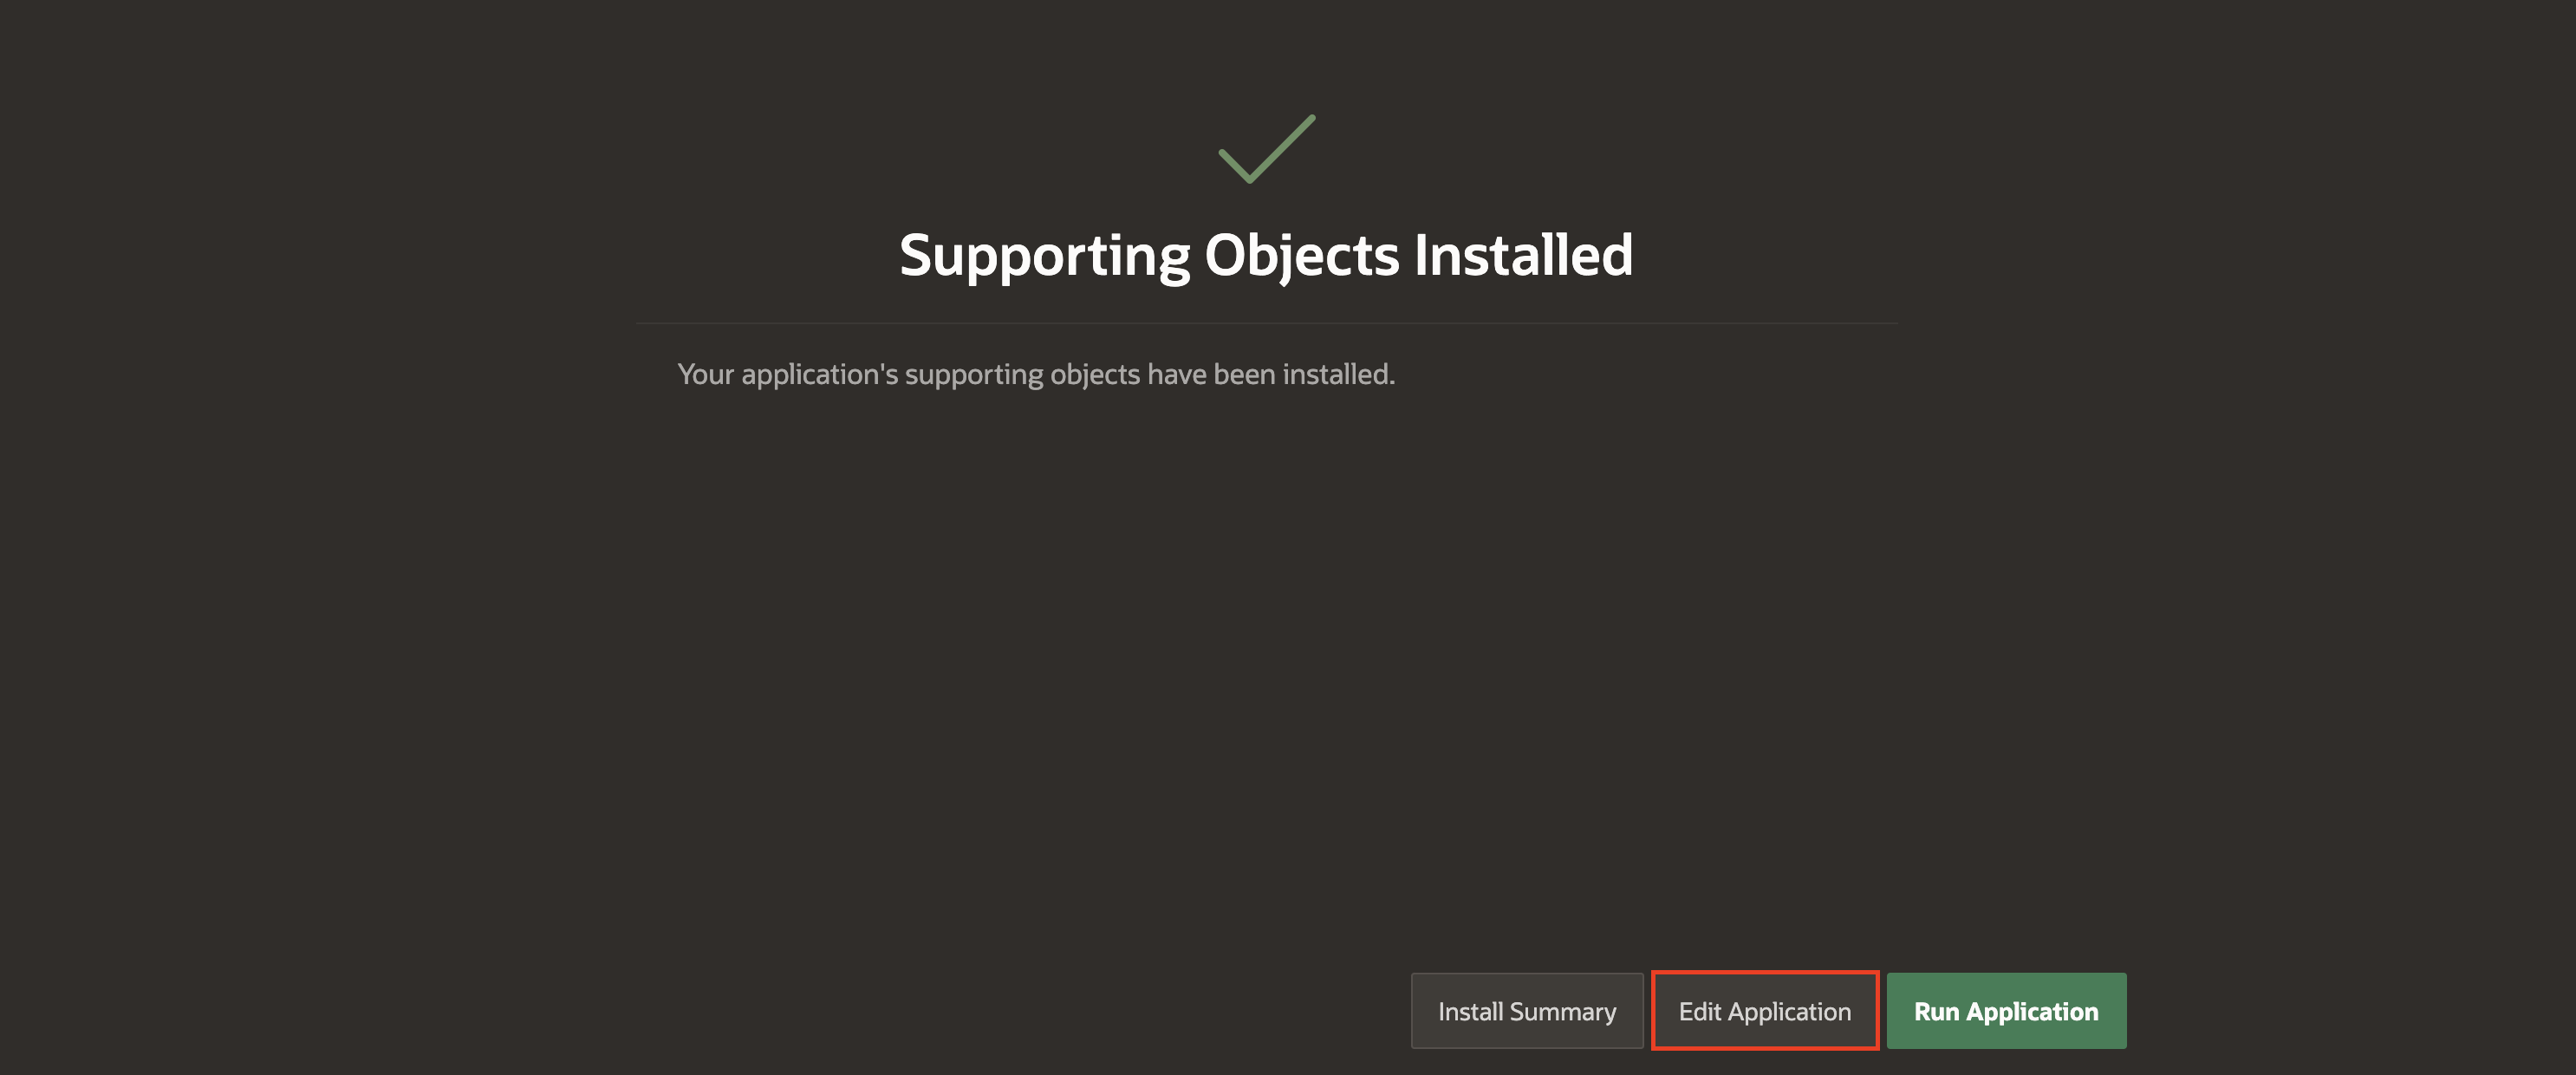 Supporting Objects Installed
Your application's supporting objects have been installed.
Install Summary
Edit Application
Run Application